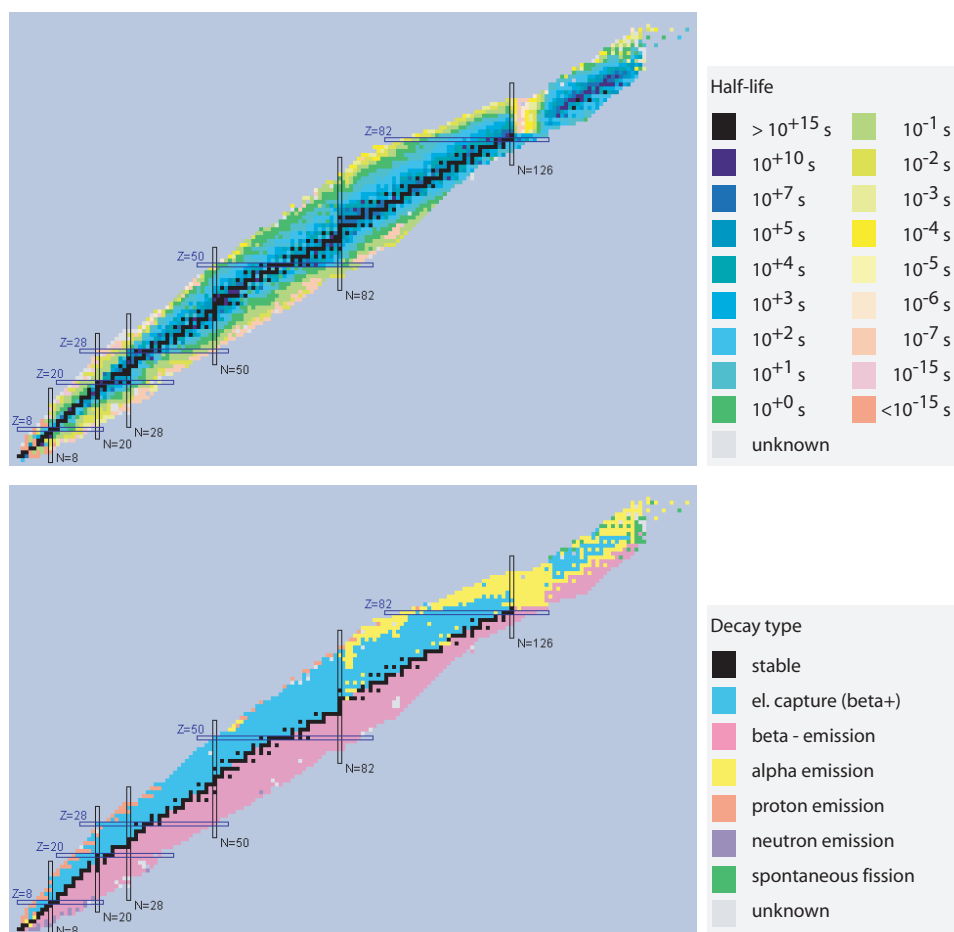 Z=82
N=126
Z=50
N=82
Z=28
N=50
Z=20
N=28
Z=8
N=20
N=8
Half-life
> 10+15 s
10+10 s
10+7 s
10+5 s
10+4 s
10+3 s
10+2 s
10+1 s
10+0 s
unknown
10-1 s
10-2 s
10-3 s
10-4 s
10-5 s
10-6 s
10-7 s
10-15 s
<10-15 s
Z=82
N=126
Z=50
N=82
Z=28
N=50
Z=20
N=28
Z=8
N=20
N=8
Decay type
stable
el. capture (beta+)
beta - emission
alpha emission
proton emission
neutron emission
spontaneous fission
unknown